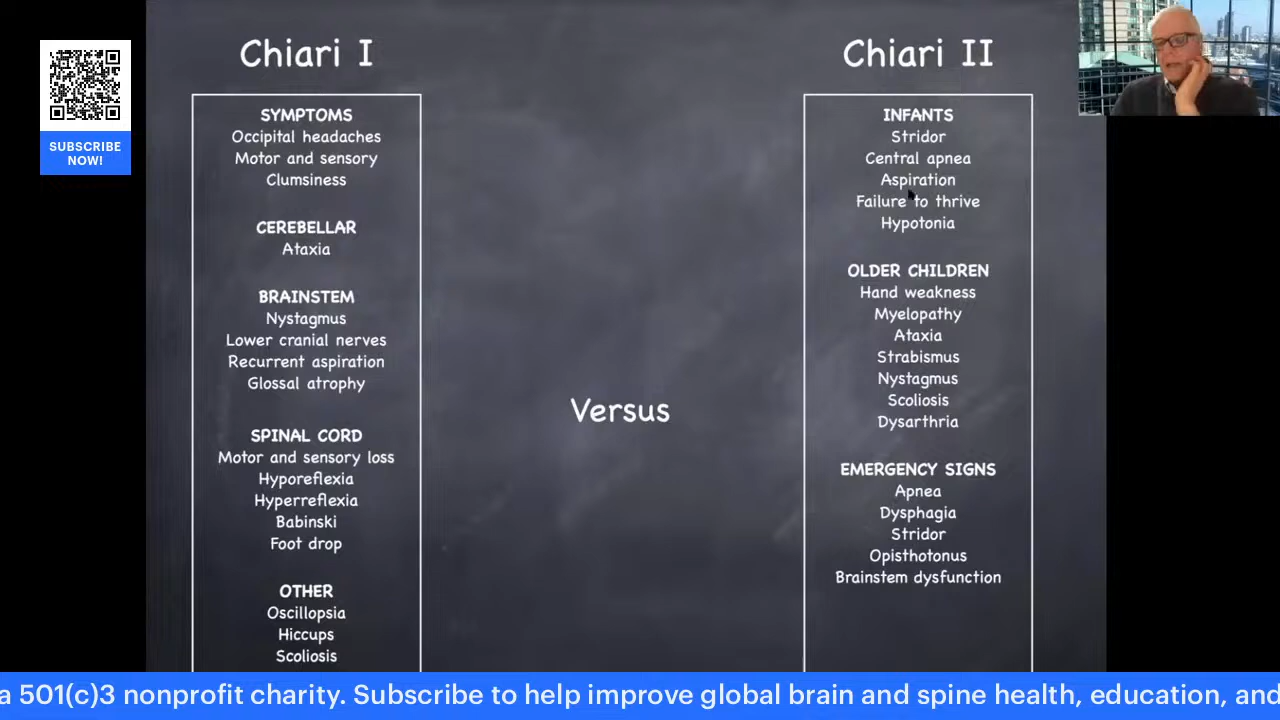 SUBSCRIBE
NOW!
Chiari I
SYMPTOMS
Occipital headaches
Motor and sensory
Clumsiness
CEREBELLAR
Ataxia
BRAINSTEM
Nystagmus
Lower cranial nerves
Recurrent aspiration
Glossal atrophy
SPINAL CORD
Motor and sensory loss
Hyporeflexia
Hyperreflexia
Babinski
Foot drop
OTHER
Oscillopsia
Hiccups
Scoliosis
Versus
Chiari II
INFANTS
Stridor
Central apnea
Aspiration
Failure to thrive
Hypotonia
OLDER CHILDREN
Hand weakness
Myelopathy
Ataxia
Strabismus
Nystagmus
Scoliosis
Dysarthria
EMERGENCY SIGNS
Apnea
Dysphagia
Stridor
Opisthotonus
Brainstem dysfunction
a 501(c)3 nonprofit charity. Subscribe to help improve global brain and spine health, education, and